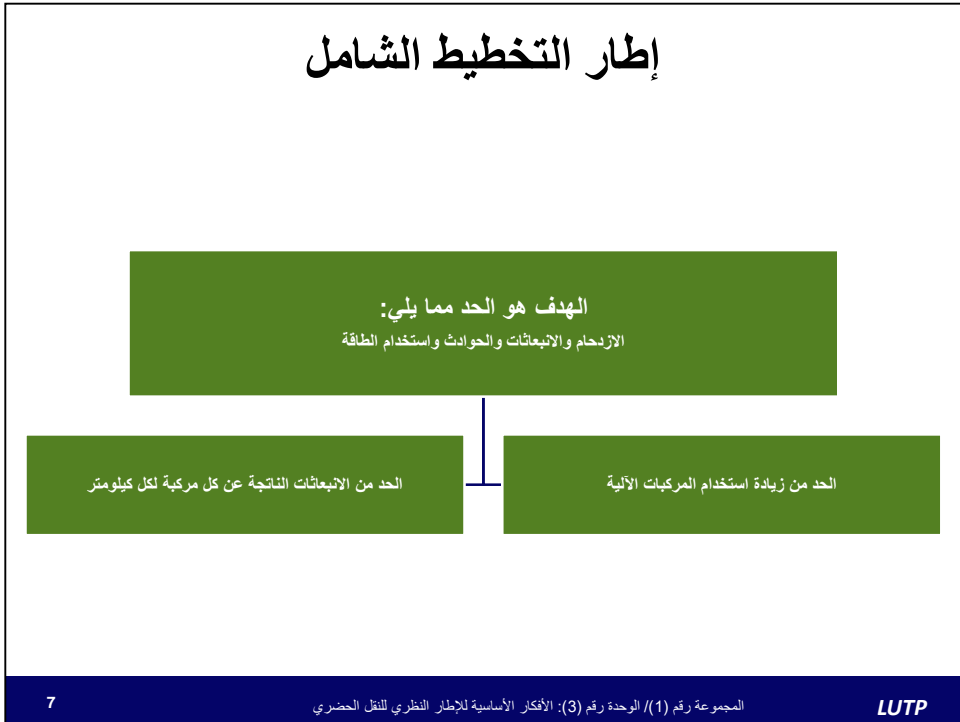 إطار التخطيط الشامل
الهدف هو الحد مما يلي:
الازدحام والانبعاثات والحوادث واستخدام الطاقة
الحد من زيادة استخدام المركبات الآلية
الحد من الانبعاثات الناتجة عن كل مركبة لكل كيلومتر
LUTP
المجموعة رقم (1)/ الوحدة رقم (3): الأفكار الأساسية للإطار النظري للنقل الحضري
7